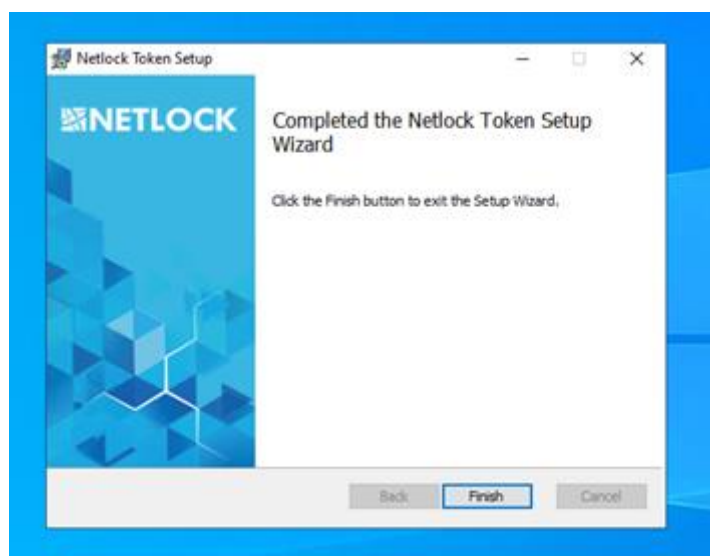 Netlock Token Setup
NETLOCK
Completed the Netlock Token Setup
Wizard
Click the Finish button to exit the Setup Wizard.
Back
Finish
Cancel